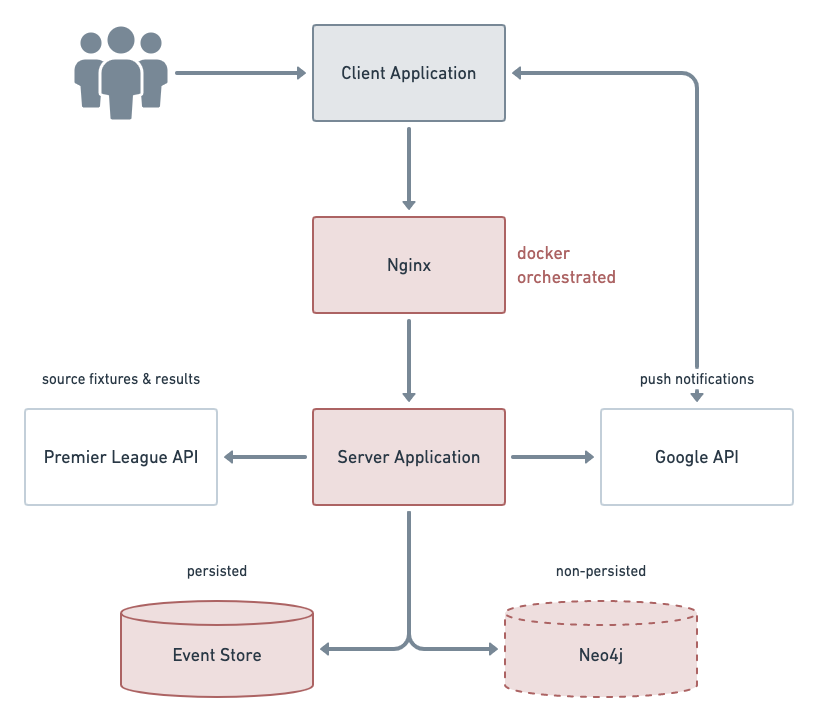 Client Application
Nginx
docker
orchestrated
source fixtures & results
push notifications
Premier League API
Server Application
Google API
persisted
non-persisted
Event Store
Neo4j